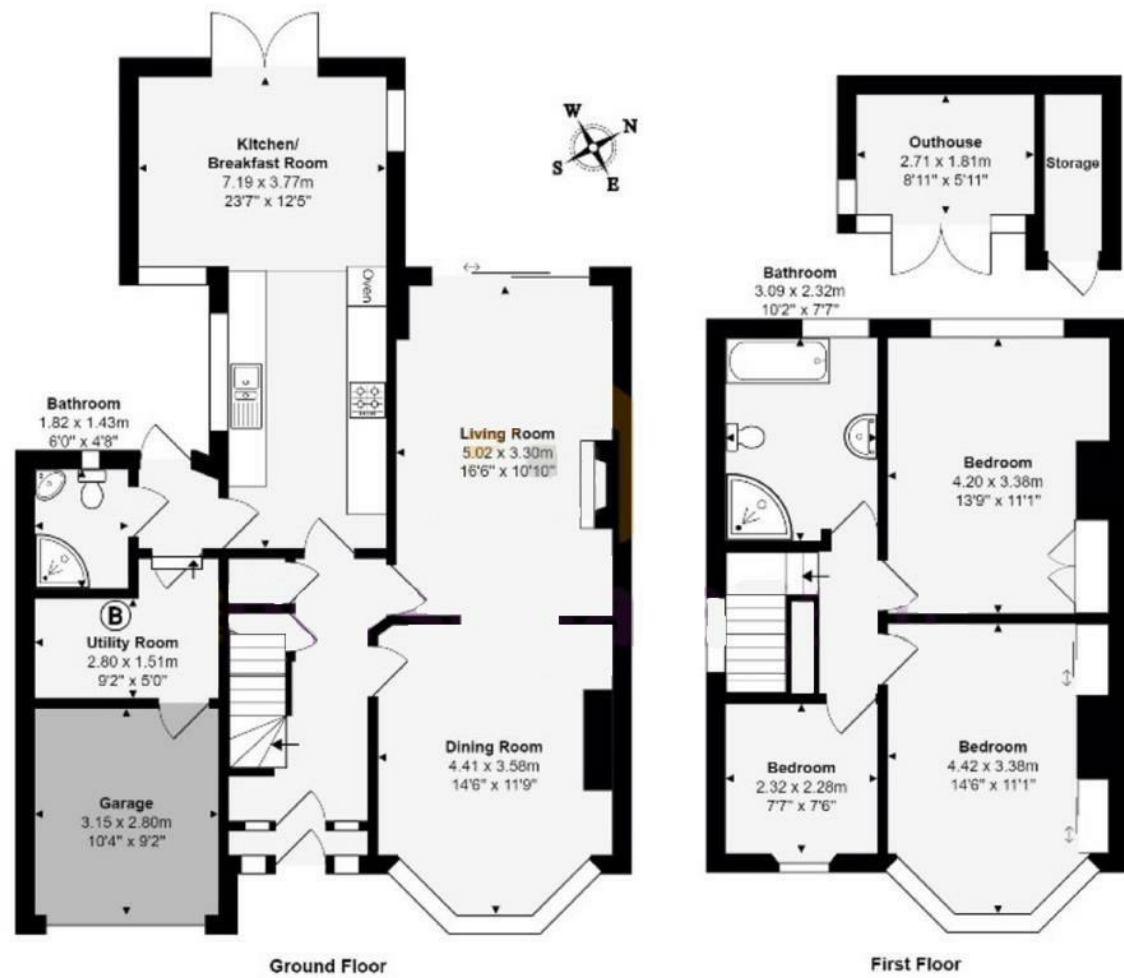 Kitchen/
Breakfast Room
7.19 x 3.77m
23'7" x 12'5"
W
N
S
E
Outhouse
2.71 x 1.81m
8'11" x 5'11"
Storage
Oven
Bathroom
3.09 x 2.32m
10'2" x 7'7"
Bathroom
1.82 x 1.43m
6'0" x 4'8"
Living Room
5.02 x 3.30m
16'6" x 10'10"
Bedroom
4.20 x 3.38m
13'9" x 11'1"
B
Utility Room
2.80 x 1.51m
9'2" x 5'0"
Dining Room
4.41 x 3.58m
14'6" x 11'9"
Garage
3.15 x 2.80m
10'4" x 9'2"
Bedroom
2.32 x 2.28m
7'7" x 7'6"
Bedroom
4.42 x 3.38m
14'6" x 11'1"
Ground Floor
First Floor